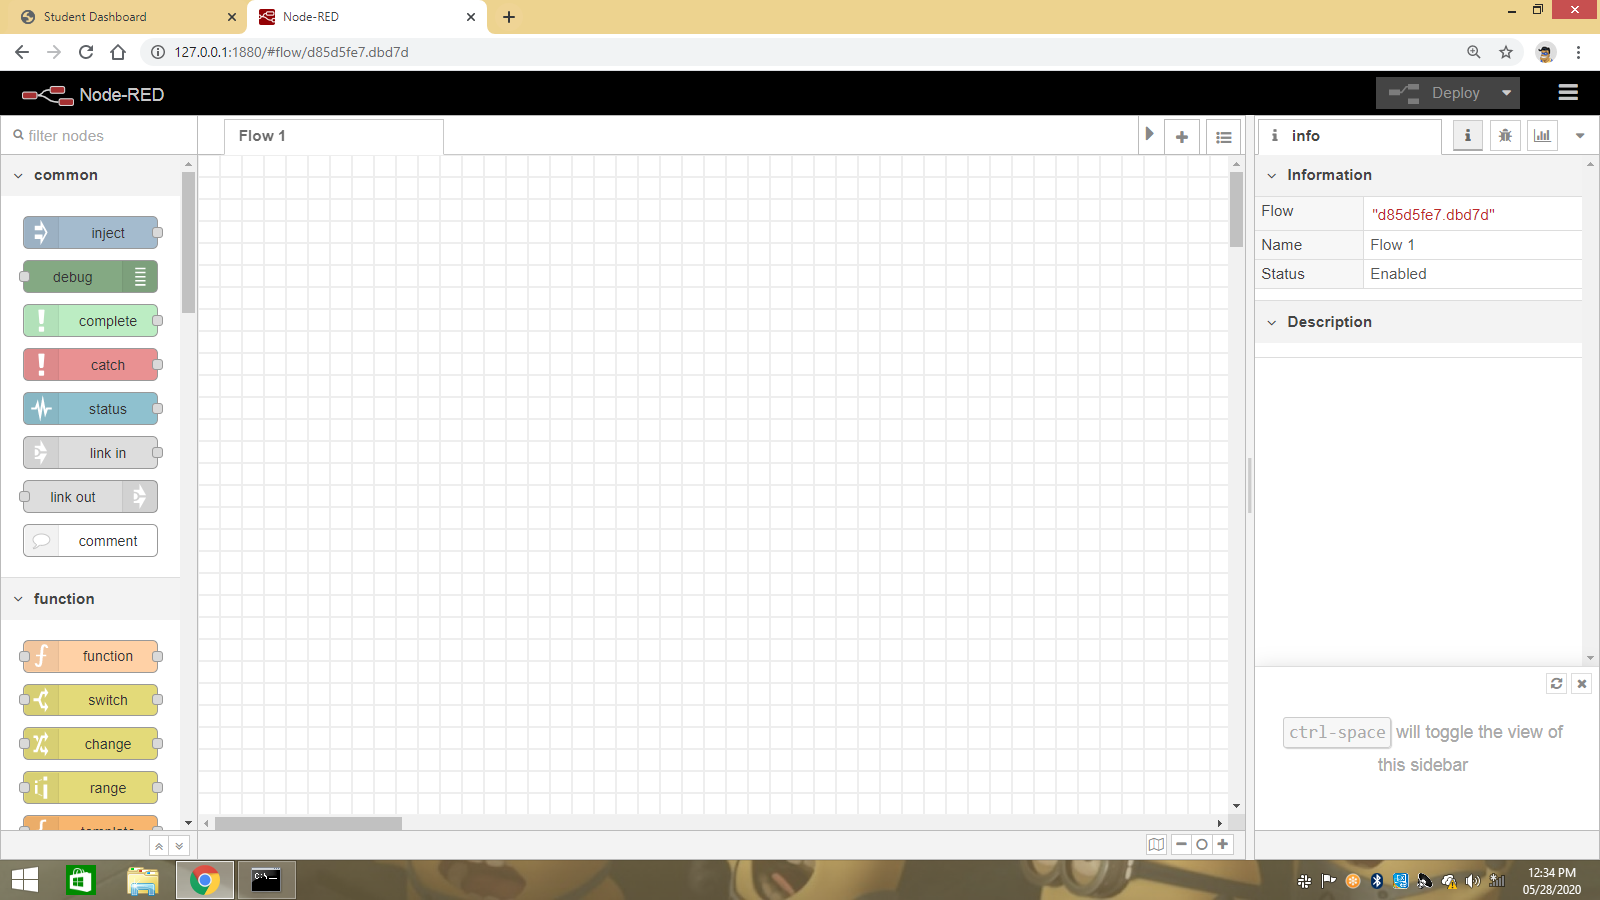 Student Dashboard
Node-RED
127.0.0.1:1880/#flow/d85d5fe7.dbd7d
Node-RED
Deploy
filter nodes
Flow 1
info
common
inject
debug
complete
catch
status
link in
link out
comment
function
function
switch
change
range
template
Information
Flow "d85d5fe7.dbd7d"
Name Flow 1
Status Enabled
Description
ctrl-space will toggle the view of
this sidebar
C:\_
12:34 PM
05/28/2020